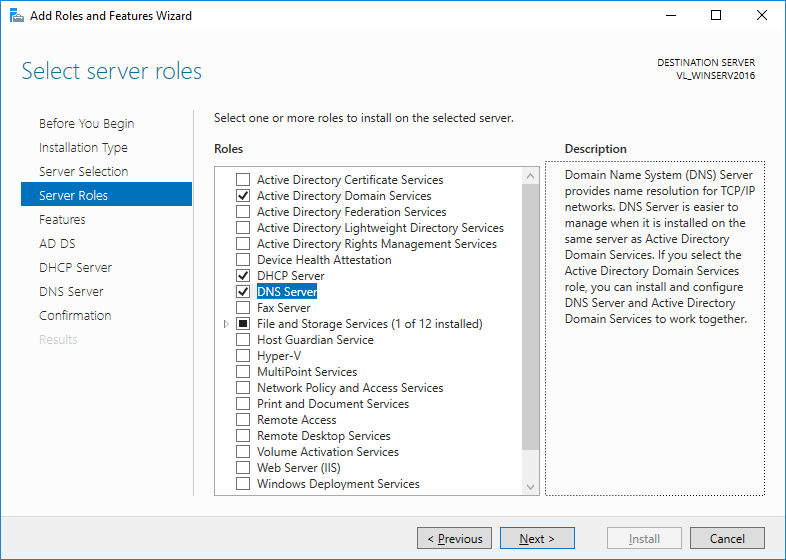 Add Roles and Features Wizard
Select server roles
DESTINATION SERVER
VL_WINSERV2016
Before You Begin
Installation Type
Server Selection
Server Roles
Features
AD DS
DHCP Server
DNS Server
Confirmation
Results
Select one or more roles to install on the selected server.
Roles
Active Directory Certificate Services
Active Directory Domain Services
Active Directory Federation Services
Active Directory Lightweight Directory Services
Active Directory Rights Management Services
Device Health Attestation
DHCP Server
DNS Server
Fax Server
File and Storage Services (1 of 12 installed)
Host Guardian Service
Hyper-V
MultiPoint Services
Network Policy and Access Services
Print and Document Services
Remote Access
Remote Desktop Services
Volume Activation Services
Web Server (IIS)
Windows Deployment Services
Description
Domain Name System (DNS) Server
provides name resolution for TCP/IP
networks. DNS Server is easier to
manage when it is installed on the
same server as Active Directory
Domain Services. If you select the
Active Directory Domain Services
role, you can install and configure
DNS Server and Active Directory
Domain Services to work together.
< Previous
Next >
Install
Cancel